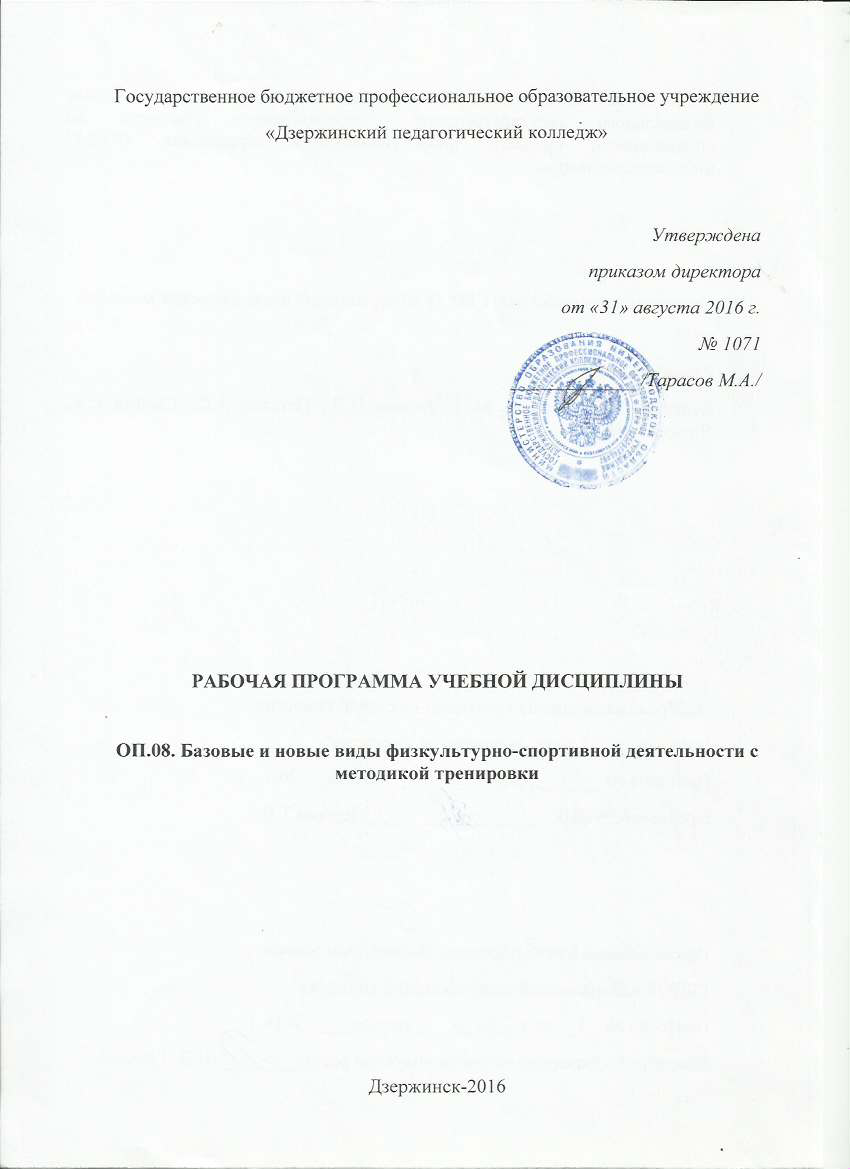 Государственное бюджетное профессиональное образовательное учреждение
«Дзержинский педагогический колледж»
Утверждена
приказом директора
от «31» августа 2016 г.
№ 1071
/Тарасов М.А./
РАБОЧАЯ ПРОГРАММА УЧЕБНОЙ ДИСЦИПЛИНЫ
ОП.08. Базовые и новые виды физкультурно-спортивной деятельности с
методикой тренировки
Дзержинск-2016